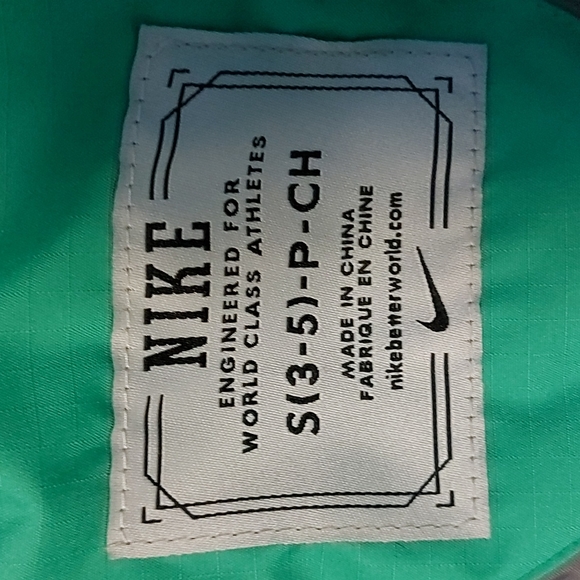 NIKE
ENGINEERED FOR
WORLD CLASS ATHLETES
S(3-5)-P-CH
MADE IN CHINA
FABRIQUE EN CHINE
nikebetterworld.com